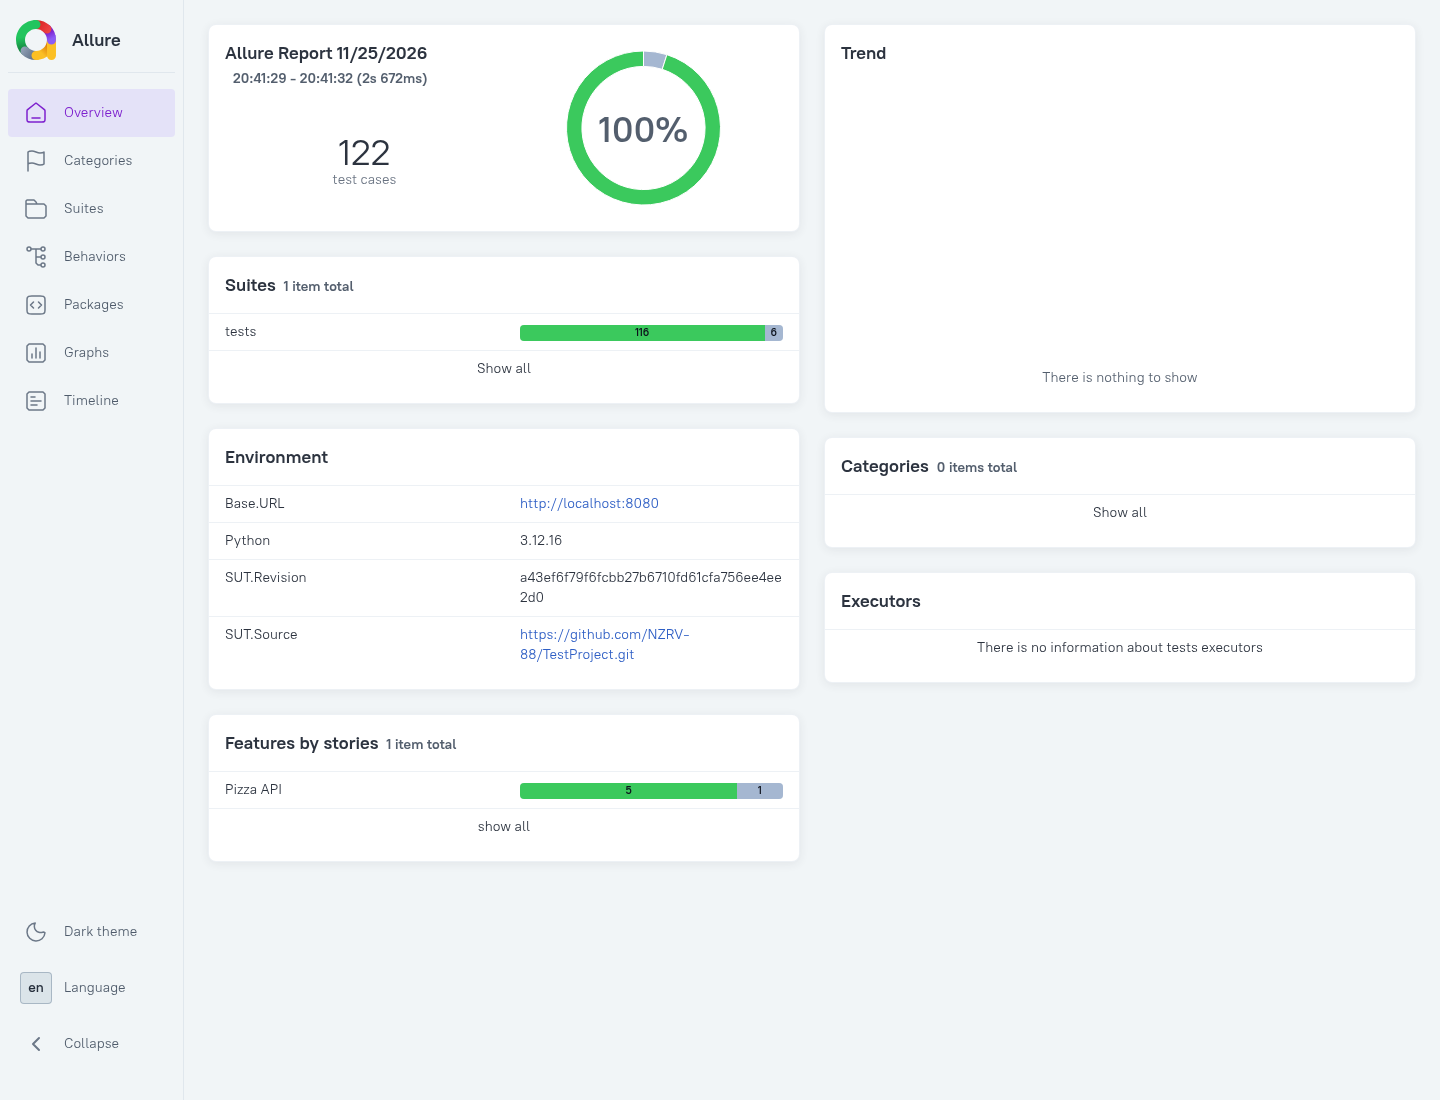 Allure
Overview
Categories
Suites
Behaviors
Packages
Graphs
Timeline
Dark theme
en Language
Collapse
Allure Report 11/25/2026
20:41:29 - 20:41:32 (2s 672ms)
122
test cases
100%
Suites 1 item total
tests 116 6
Show all
Environment
Base.URL http://localhost:8080
Python 3.12.16
SUT.Revision a43ef6f79f6fcbb27b6710fd61cfa756ee4ee
2d0
SUT.Source https://github.com/NZRV-
88/TestProject.git
Features by stories 1 item total
Pizza API 5 1
show all
Trend
There is nothing to show
Categories 0 items total
Show all
Executors
There is no information about tests executors